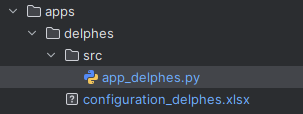 apps
delphes
src
app_delphes.py
configuration_delphes.xlsx